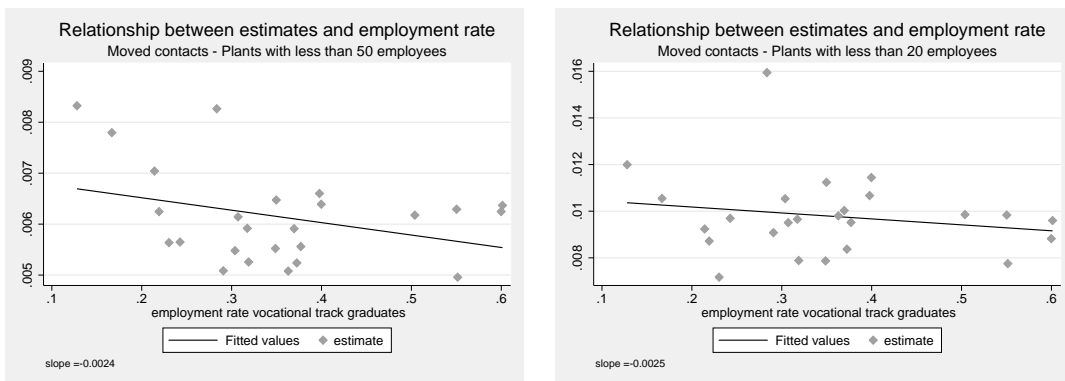 Relationship between estimates and employment rate
Moved contacts - Plants with less than 50 employees
.009
.008
.007
.006
.005
.1 .2 .3 .4 .5 .6
employment rate vocational track graduates
Fitted values estimate
slope =-0.0024
Relationship between estimates and employment rate
Moved contacts - Plants with less than 20 employees
.016
.014
.012
.01
.008
.1 .2 .3 .4 .5 .6
employment rate vocational track graduates
Fitted values estimate
slope =-0.0025